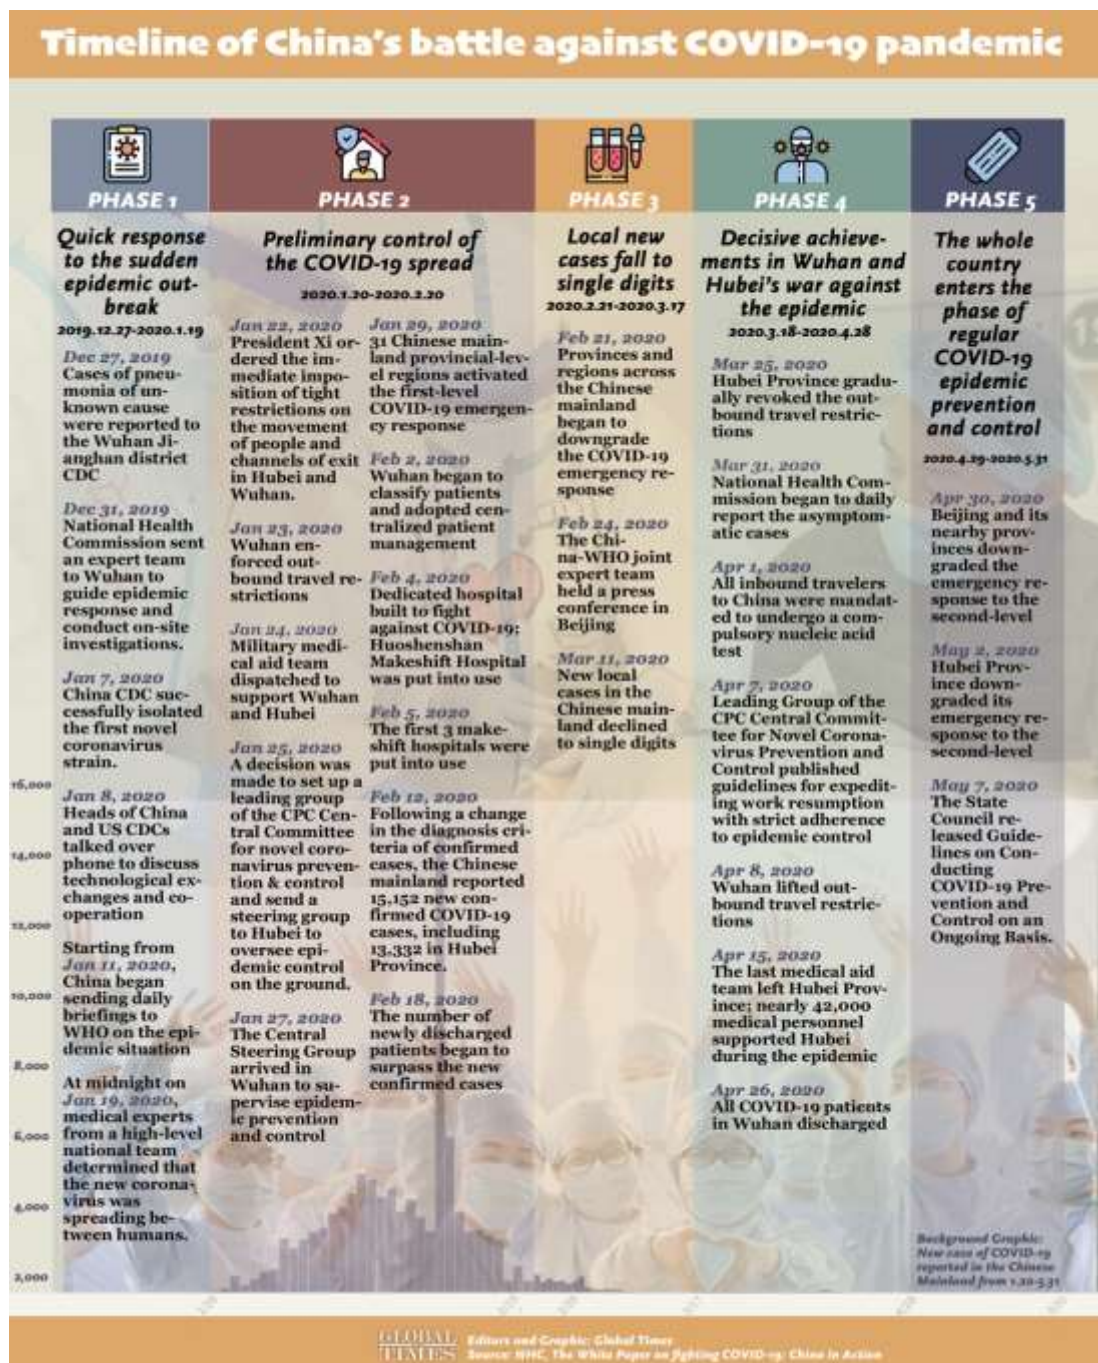 Timeline of China's battle against COVID-19 pandemic
PHASE 1
Quick response
to the sudden
epidemic out-
break
2019.12.27-2020.1.19
Dec 27, 2019
Cases of pneu-
monia of un-
known cause
were reported to
the Wuhan Ji-
anghan district
CDC
Dec 31, 2019
National Health
Commission sent
an expert team
to Wuhan to
guide epidemic
response and
conduct on-site
investigations.
Jan 7, 2020
China CDC suc-
cessfully isolated
the first novel
coronavirus
strain.
Jan 8, 2020
Heads of China
and US CDCs
talked over
phone to discuss
technological ex-
changes and co-
operation
Starting from
Jan 11, 2020,
China began
sending daily
briefings to
WHO on the epi-
demic situation
At midnight on
Jan 19, 2020,
medical experts
from a high-level
national team
determined that
the new corona-
virus was
spreading be-
tween humans.
PHASE 2
Preliminary control of
the COVID-19 spread
2020.1.20-2020.2.20
Jan 22, 2020
President Xi or-
dered the im-
mediate impo-
sition of tight
restrictions on
the movement
of people and
channels of exit
in Hubei and
Wuhan.
Jan 23, 2020
Wuhan en-
forced out-
bound travel re-
strictions
Jan 24, 2020
Military medi-
cal aid team
dispatched to
support Wuhan
and Hubei
Jan 25, 2020
A decision was
made to set up a
leading group
of the CPC Cen-
tral Committee
for novel coro-
navirus preven-
tion & control
and send a
steering group
to Hubei to
oversee epi-
demic control
on the ground.
Jan 27, 2020
The Central
Steering Group
arrived in
Wuhan to su-
pervise epidem-
ic prevention
and control
Jan 29, 2020
31 Chinese main-
land provincial-lev-
el regions activated
the first-level
COVID-19 emergen-
cy response
Feb 2, 2020
Wuhan began to
classify patients
and adopted cen-
tralized patient
management
Feb 4, 2020
Dedicated hospital
built to fight
against COVID-19:
Huoshenshan
Makeshift Hospital
was put into use
Feb 5, 2020
The first 3 make-
shift hospitals were
put into use
Feb 12, 2020
Following a change
in the diagnosis cri-
teria of confirmed
cases, the Chinese
mainland reported
15,152 new con-
firmed COVID-19
cases, including
13,332 in Hubei
Province.
Feb 18, 2020
The number of
newly discharged
patients began to
surpass the new
confirmed cases
PHASE 3
Local new
cases fall to
single digits
2020.2.21-2020.3.17
Feb 21, 2020
Provinces and
regions across
the Chinese
mainland
began to
downgrade
the COVID-19
emergency re-
sponse
Feb 24, 2020
The Chi-
na-WHO joint
expert team
held a press
conference in
Beijing
Mar 11, 2020
New local
cases in the
Chinese main-
land declined
to single digits
PHASE 4
Decisive achieve-
ments in Wuhan and
Hubei's war against
the epidemic
2020.3.18-2020.4.28
Mar 25, 2020
Hubei Province gradu-
ally revoked the out-
bound travel restric-
tions
Mar 31, 2020
National Health Com-
mission began to daily
report the asymptom-
atic cases
Apr 1, 2020
All inbound travelers
to China were mandat-
ed to undergo a com-
pulsory nucleic acid
test
Apr 7, 2020
Leading Group of the
CPC Central Commit-
tee for Novel Corona-
virus Prevention and
Control published
guidelines for expedit-
ing work resumption
with strict adherence
to epidemic control
Apr 8, 2020
Wuhan lifted out-
bound travel restric-
tions
Apr 15, 2020
The last medical aid
team left Hubei Prov-
ince; nearly 42,000
medical personnel
supported Hubei
during the epidemic
Apr 26, 2020
All COVID-19 patients
in Wuhan discharged
PHASE 5
The whole
country
enters the
phase of
regular
COVID-19
epidemic
prevention
and control
2020.4.29-2020.5.31
Apr 30, 2020
Beijing and its
nearby prov-
inces down-
graded the
emergency re-
sponse to the
second-level
May 2, 2020
Hubei Prov-
ince down-
graded its
emergency re-
sponse to the
second-level
May 7, 2020
The State
Council re-
leased Guide-
lines on Con-
ducting
COVID-19 Pre-
vention and
Control on an
Ongoing Basis.
16,000
14,000
12,000
10,000
8,000
6,000
4,000
2,000
Background Graphic:
New case of COVID-19
reported in the Chinese
Mainland from 1.20-5.31
GLOBAL
TIMES
Editors and Graphic: Global Times
Source: NHC, The White Paper on fighting COVID-19: China in Action